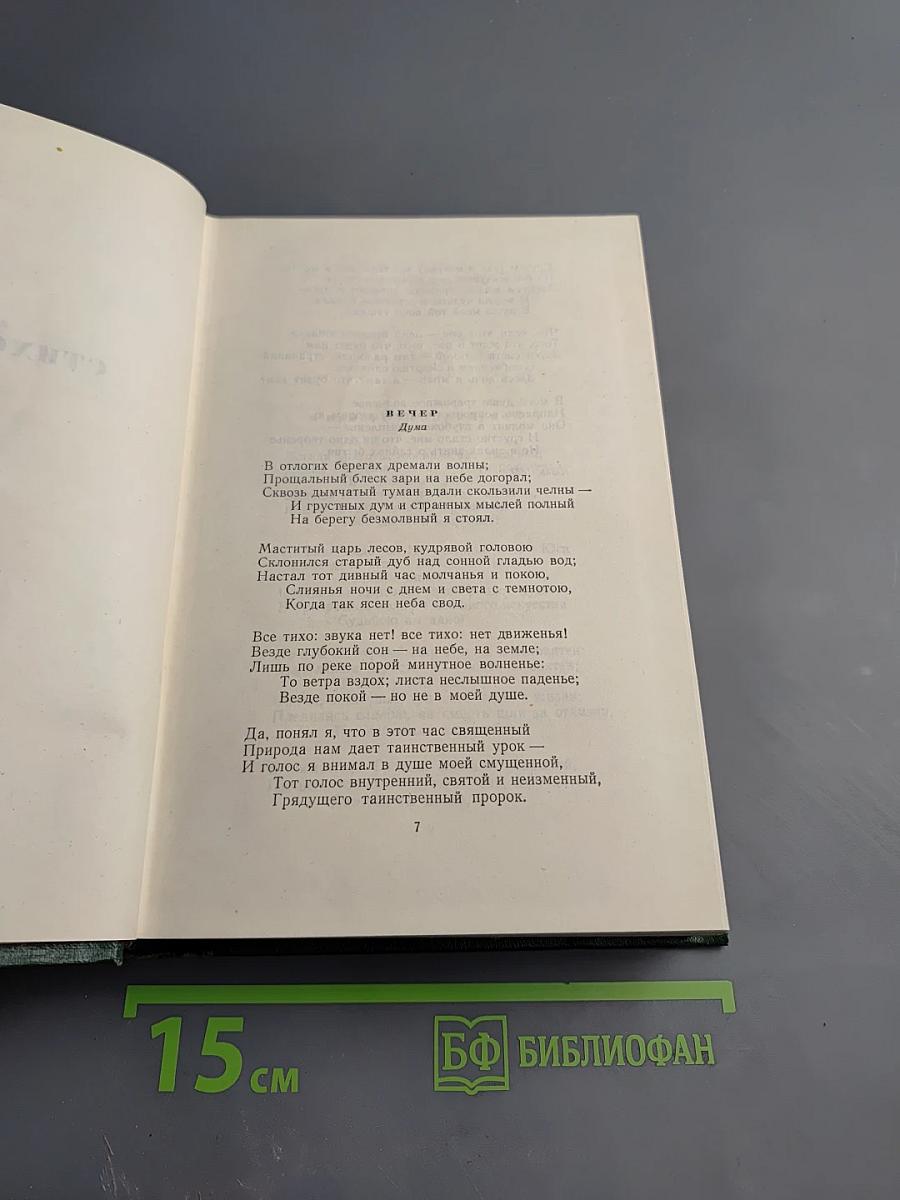 СТИХ
ВЕЧЕР
Дума
В отлогих берегах дремали волны;
Прощальный блеск зари на небе догорал;
Сквозь дымчатый туман вдали скользили челны —
И грустных дум и странных мыслей полный
На берегу безмолвный я стоял.
Маститый царь лесов, кудрявой головою
Склонился старый дуб над сонной гладью вод;
Настал тот дивный час молчанья и покою,
Слиянья ночи с днем и света с темнотою,
Когда так ясен неба свод.
Все тихо: звука нет! все тихо: нет движенья!
Везде глубокий сон — на небе, на земле;
Лишь по реке порой минутное волненье:
То ветра вздох; листа неслышное паденье;
Везде покой — но не в моей душе.
Да, понял я, что в этот час священный
Природа нам дает таинственный урок —
И голос я внимал в душе моей смущенной,
Тот голос внутренний, святой и неизменный,
Грядущего таинственный пророк.
7
15 см
БФ БИБЛИОФАН